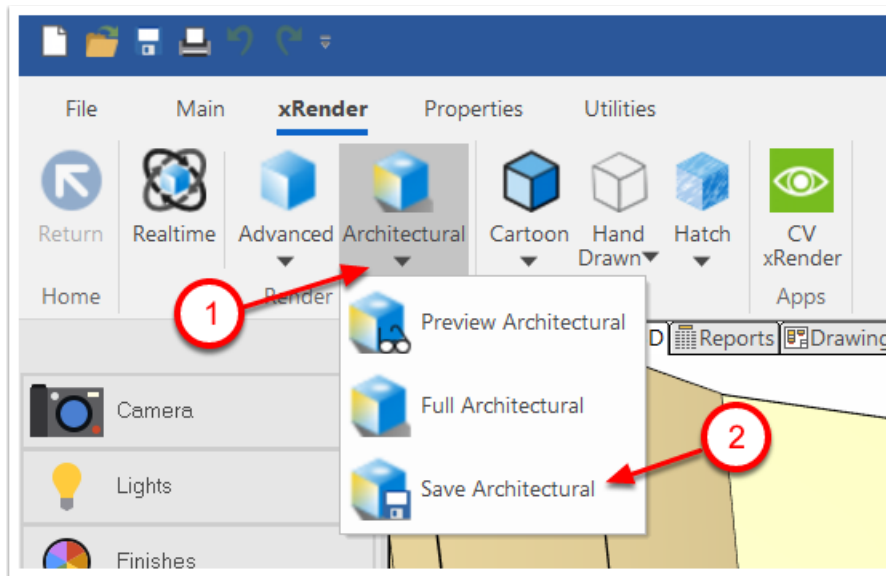 File Main xRender Properties Utilities
Return Realtime Advanced Architectural Cartoon Hand Drawn Hatch CV xRender
Home Render Apps
1
Preview Architectural
D Reports Drawing
Camera
Full Architectural
2
Lights
Save Architectural
Finishes